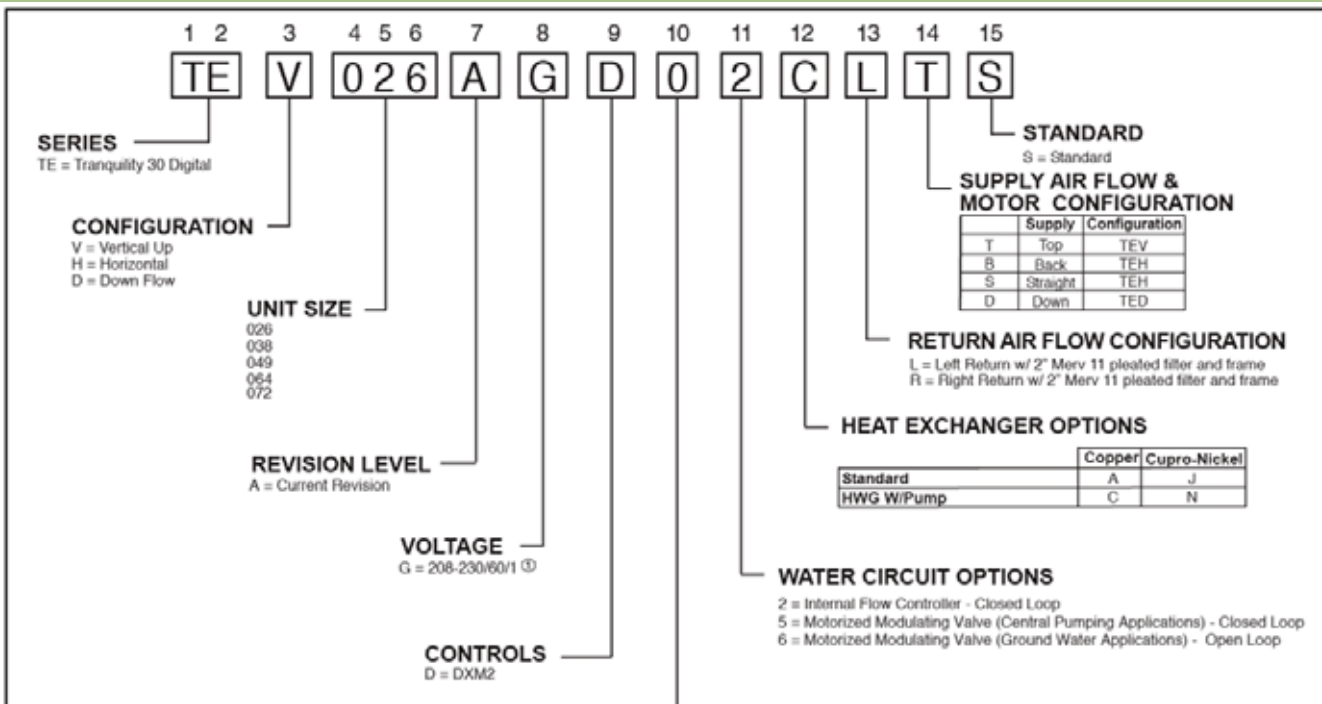 1 2 3 4 5 6 7 8 9 10 11 12 13 14 15
TE V 026 A G D 0 2 C L T S
SERIES
TE = Tranquility 30 Digital
CONFIGURATION
V = Vertical Up
H = Horizontal
D = Down Flow
UNIT SIZE
026
038
049
064
072
REVISION LEVEL
A = Current Revision
VOLTAGE
G = 208-230/60/1 ①
CONTROLS
D = DXM2
STANDARD
S = Standard
SUPPLY AIR FLOW &
MOTOR CONFIGURATION
Supply Configuration
T Top TEV
B Back TEH
S Straight TEH
D Down TED
RETURN AIR FLOW CONFIGURATION
L = Left Return w/ 2" Merv 11 pleated filter and frame
R = Right Return w/ 2" Merv 11 pleated filter and frame
HEAT EXCHANGER OPTIONS
Copper Cupro-Nickel
Standard A J
HWG W/Pump C N
WATER CIRCUIT OPTIONS
2 = Internal Flow Controller - Closed Loop
5 = Motorized Modulating Valve (Central Pumping Applications) - Closed Loop
6 = Motorized Modulating Valve (Ground Water Applications) - Open Loop